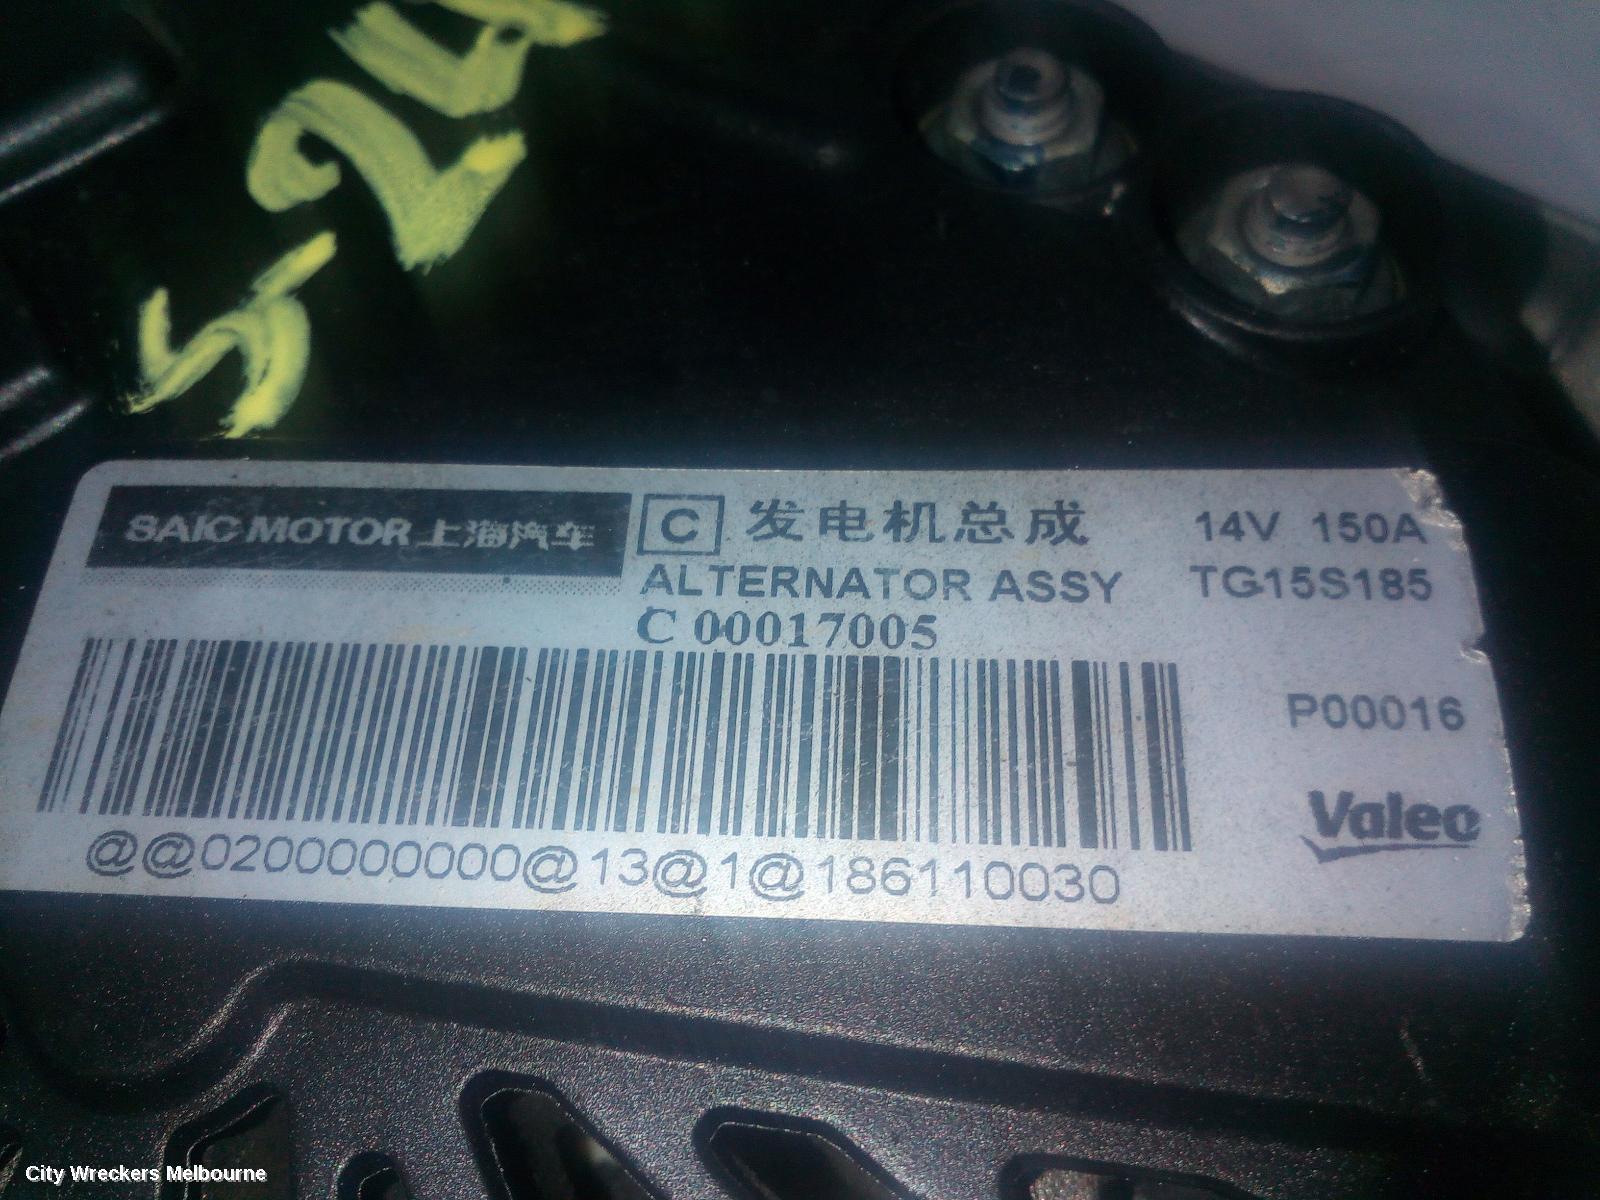 SAIC MOTOR 上海汽车
C 发电机总成 14V 150A
ALTERNATOR ASSY TG15S185
C 00017005
P00016
Valeo
@@0200000000@13@1@186110030
City Wreckers Melbourne